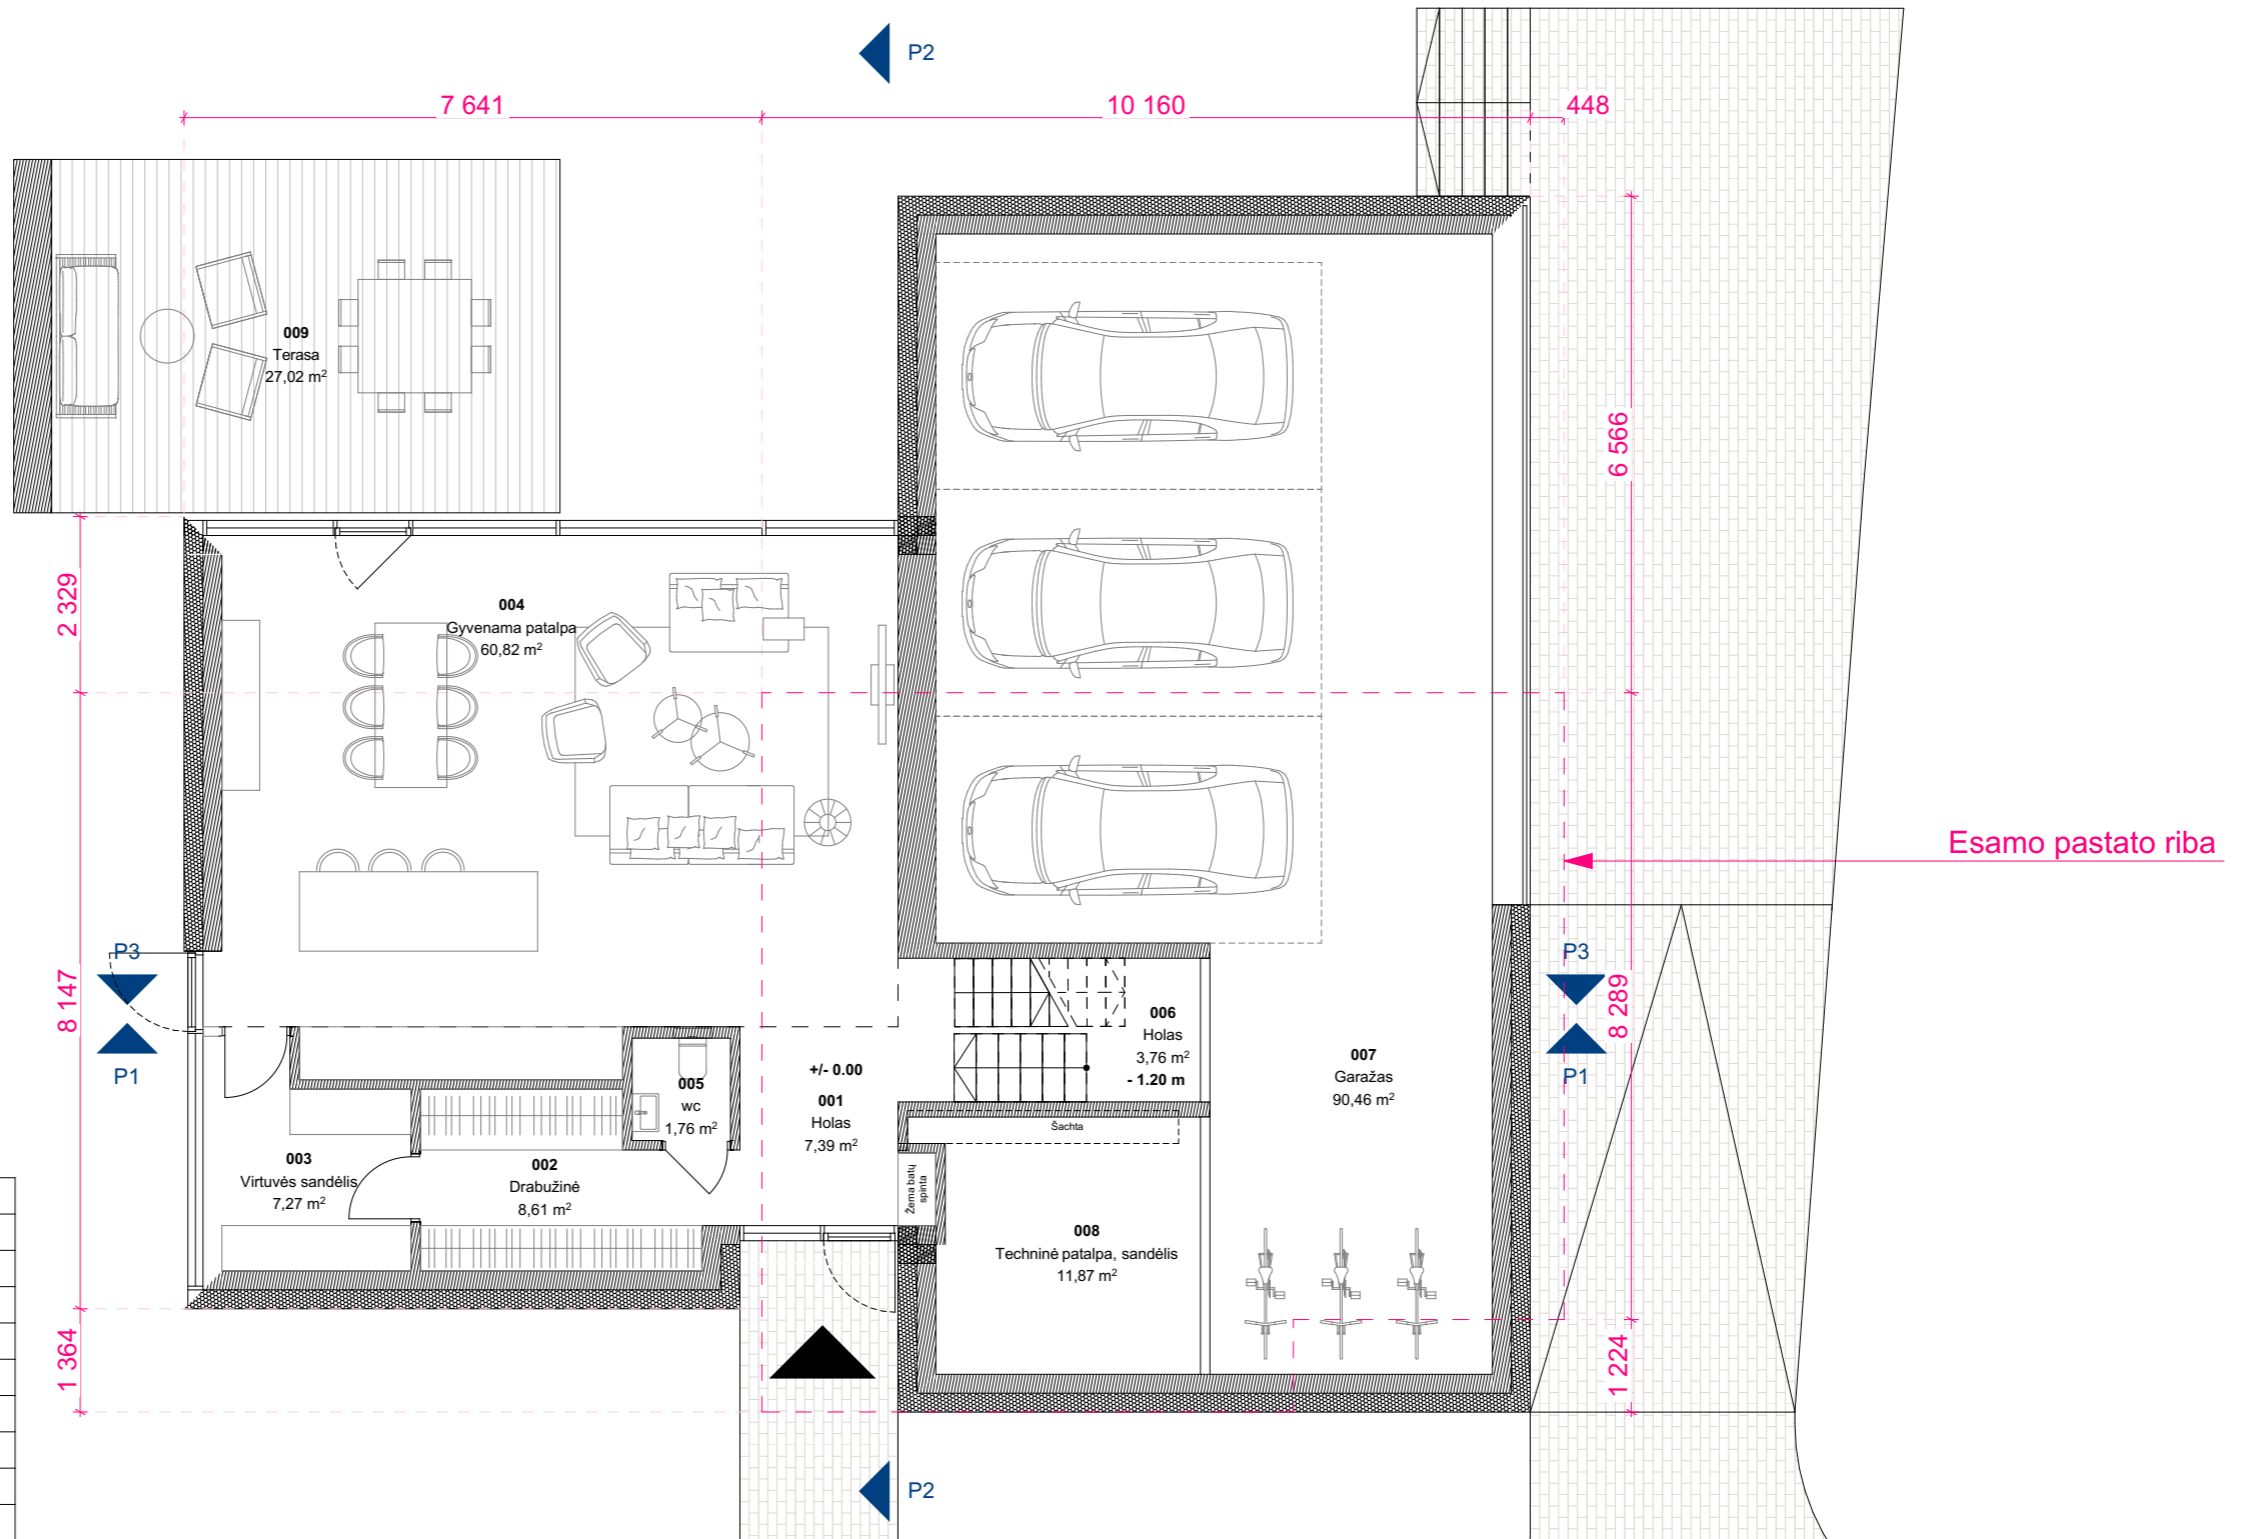 P2
7 641
10 160
448
009
Terasa
27,02 m²
6 566
2 329
004
Gyvenama patalpa
60,82 m²
Esamo pastato riba
P3
P1
8 147
P3
P1
8 289
006
Holas
3,76 m²
- 1.20 m
007
Garažas
90,46 m²
+/- 0.00
001
Holas
7,39 m²
005
wc
1,76 m²
Šachta
003
Virtuvės sandėlis
7,27 m²
002
Drabužinė
8,61 m²
Žema batų
spinta
008
Techninė patalpa, sandėlis
11,87 m²
1 364
1 224
P2